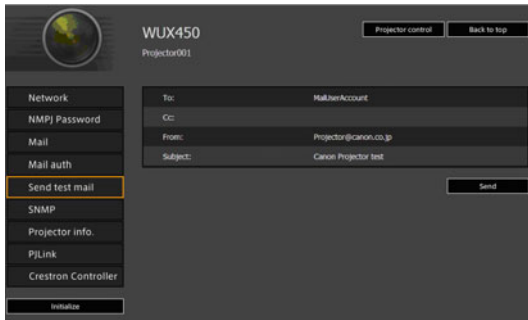 WUX450
Projector001
Projector control
Back to top
Network
NMPJ Password
Mail
Mail auth
Send test mail
SNMP
Projector info.
PJLink
Crestron Controller
Initialize
To: MailUserAccount
Cc:
From: Projector@canon.co.jp
Subject: Canon Projector test
Send